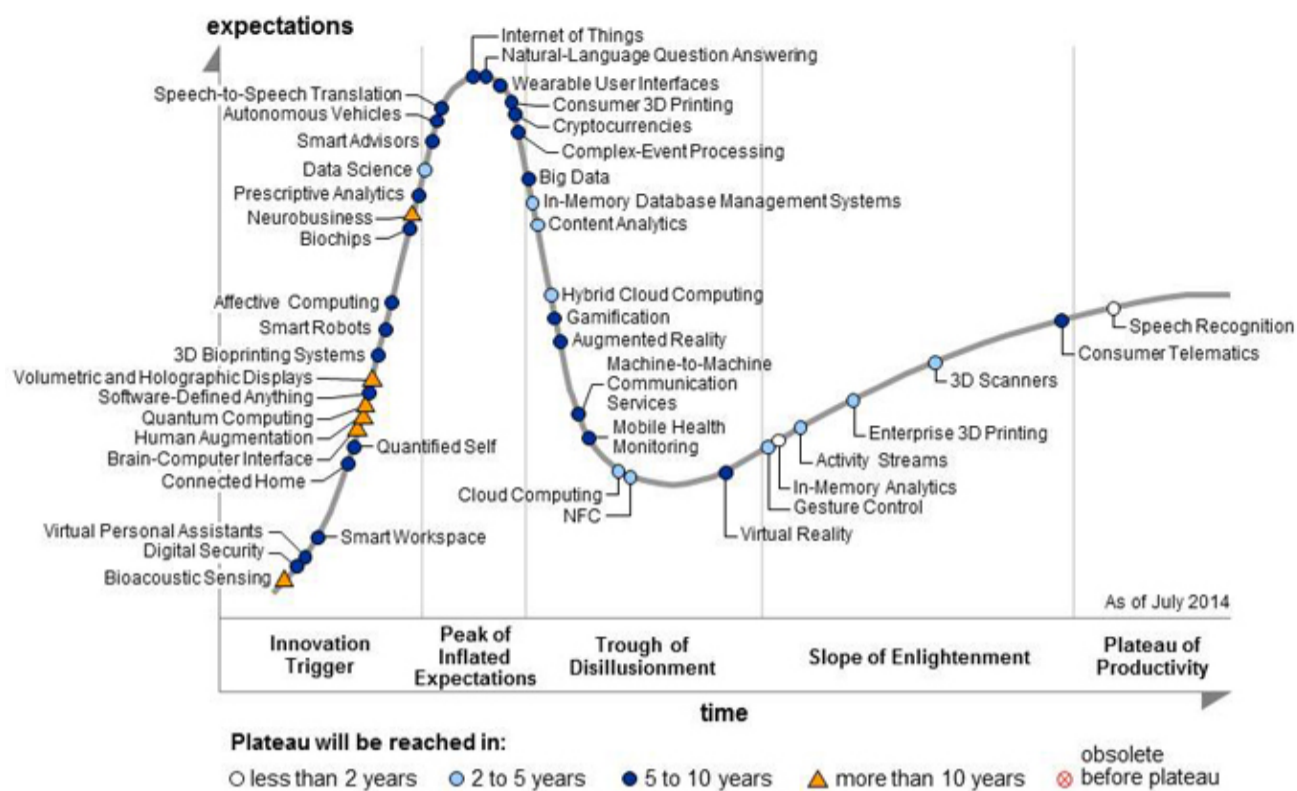 expectations
Internet of Things
Natural-Language Question Answering
Wearable User Interfaces
Consumer 3D Printing
Cryptocurrencies
Complex-Event Processing
Speech-to-Speech Translation
Autonomous Vehicles
Smart Advisors
Data Science
Prescriptive Analytics
Neurobusiness
Biochips
Big Data
In-Memory Database Management Systems
Content Analytics
Affective Computing
Smart Robots
3D Bioprinting Systems
Volumetric and Holographic Displays
Software-Defined Anything
Quantum Computing
Human Augmentation
Brain-Computer Interface
Quantified Self
Connected Home
Hybrid Cloud Computing
Gamification
Augmented Reality
Machine-to-Machine
Communication
Services
Mobile Health
Monitoring
Speech Recognition
Consumer Telematics
3D Scanners
Enterprise 3D Printing
Activity Streams
In-Memory Analytics
Gesture Control
Virtual Reality
Cloud Computing
NFC
Virtual Personal Assistants
Smart Workspace
Digital Security
Bioacoustic Sensing
As of July 2014
Innovation
Trigger
Peak of
Inflated
Expectations
Trough of
Disillusionment
Slope of Enlightenment
Plateau of
Productivity
time
Plateau will be reached in:
less than 2 years
2 to 5 years
5 to 10 years
more than 10 years
obsolete
before plateau